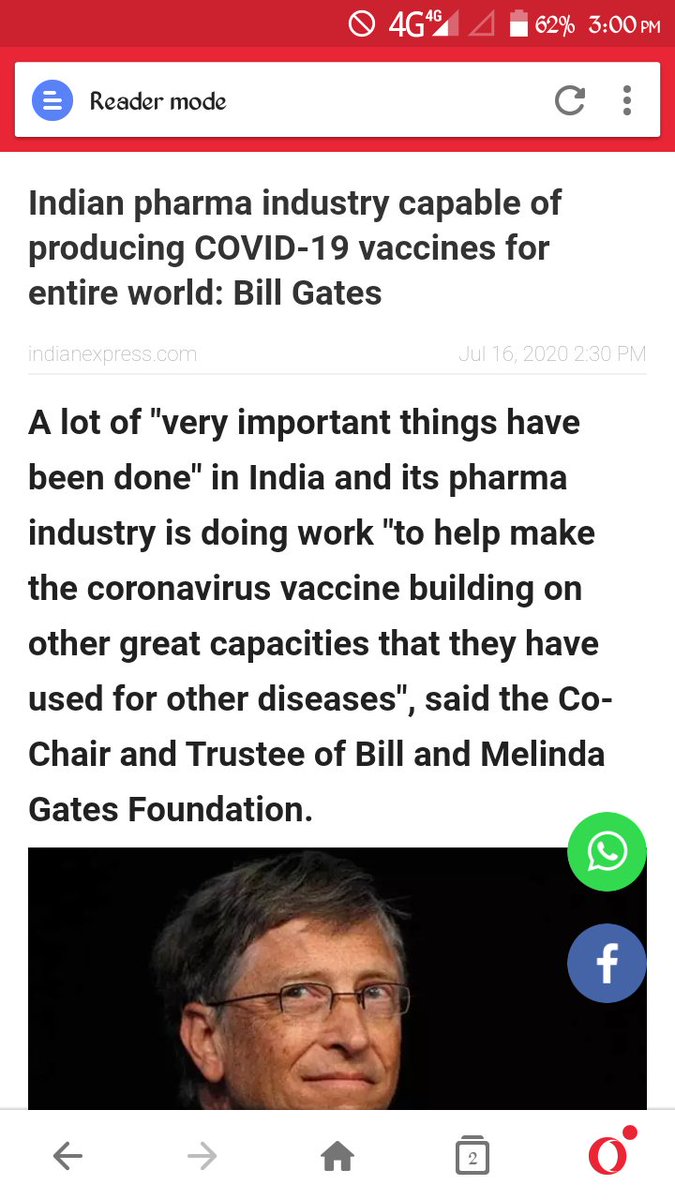 4G 4G 62% 3:00 PM
Reader mode
Indian pharma industry capable of
producing COVID-19 vaccines for
entire world: Bill Gates
indianexpress.com Jul 16, 2020 2:30 PM
A lot of "very important things have
been done" in India and its pharma
industry is doing work "to help make
the coronavirus vaccine building on
other great capacities that they have
used for other diseases", said the Co-
Chair and Trustee of Bill and Melinda
Gates Foundation.
2